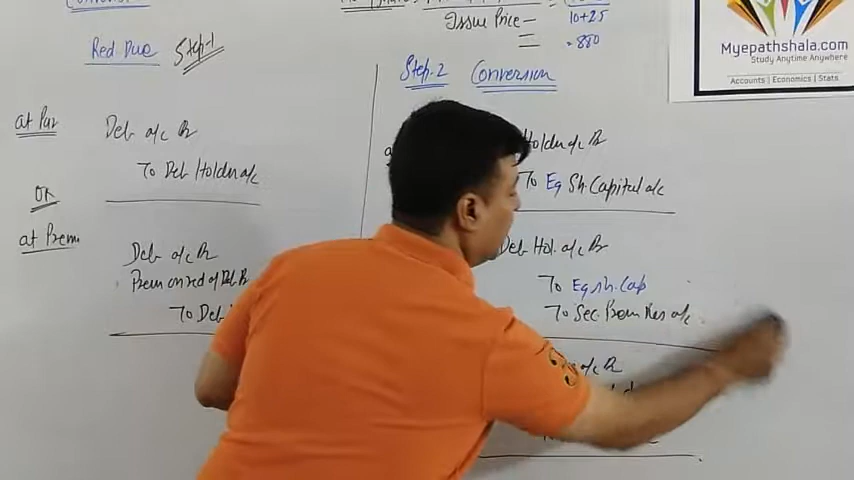 Issue Price —
10+25
= .880
Red Due Step-1
at Par
Deb a/c Dr
To Deb Holder a/c
OR
at Prem
Deb a/c Dr
Prem on red of Deb Dr
To Deb
Step-2 Conversion
Holder a/c Dr
To Eq Sh. Capital a/c
Deb Hol. a/c Dr
To Eq sh. Cap
To Sec. Prem Res a/c
a/c Dr
Myepathshala.com
Study Anytime Anywhere
Accounts | Economics | Stats